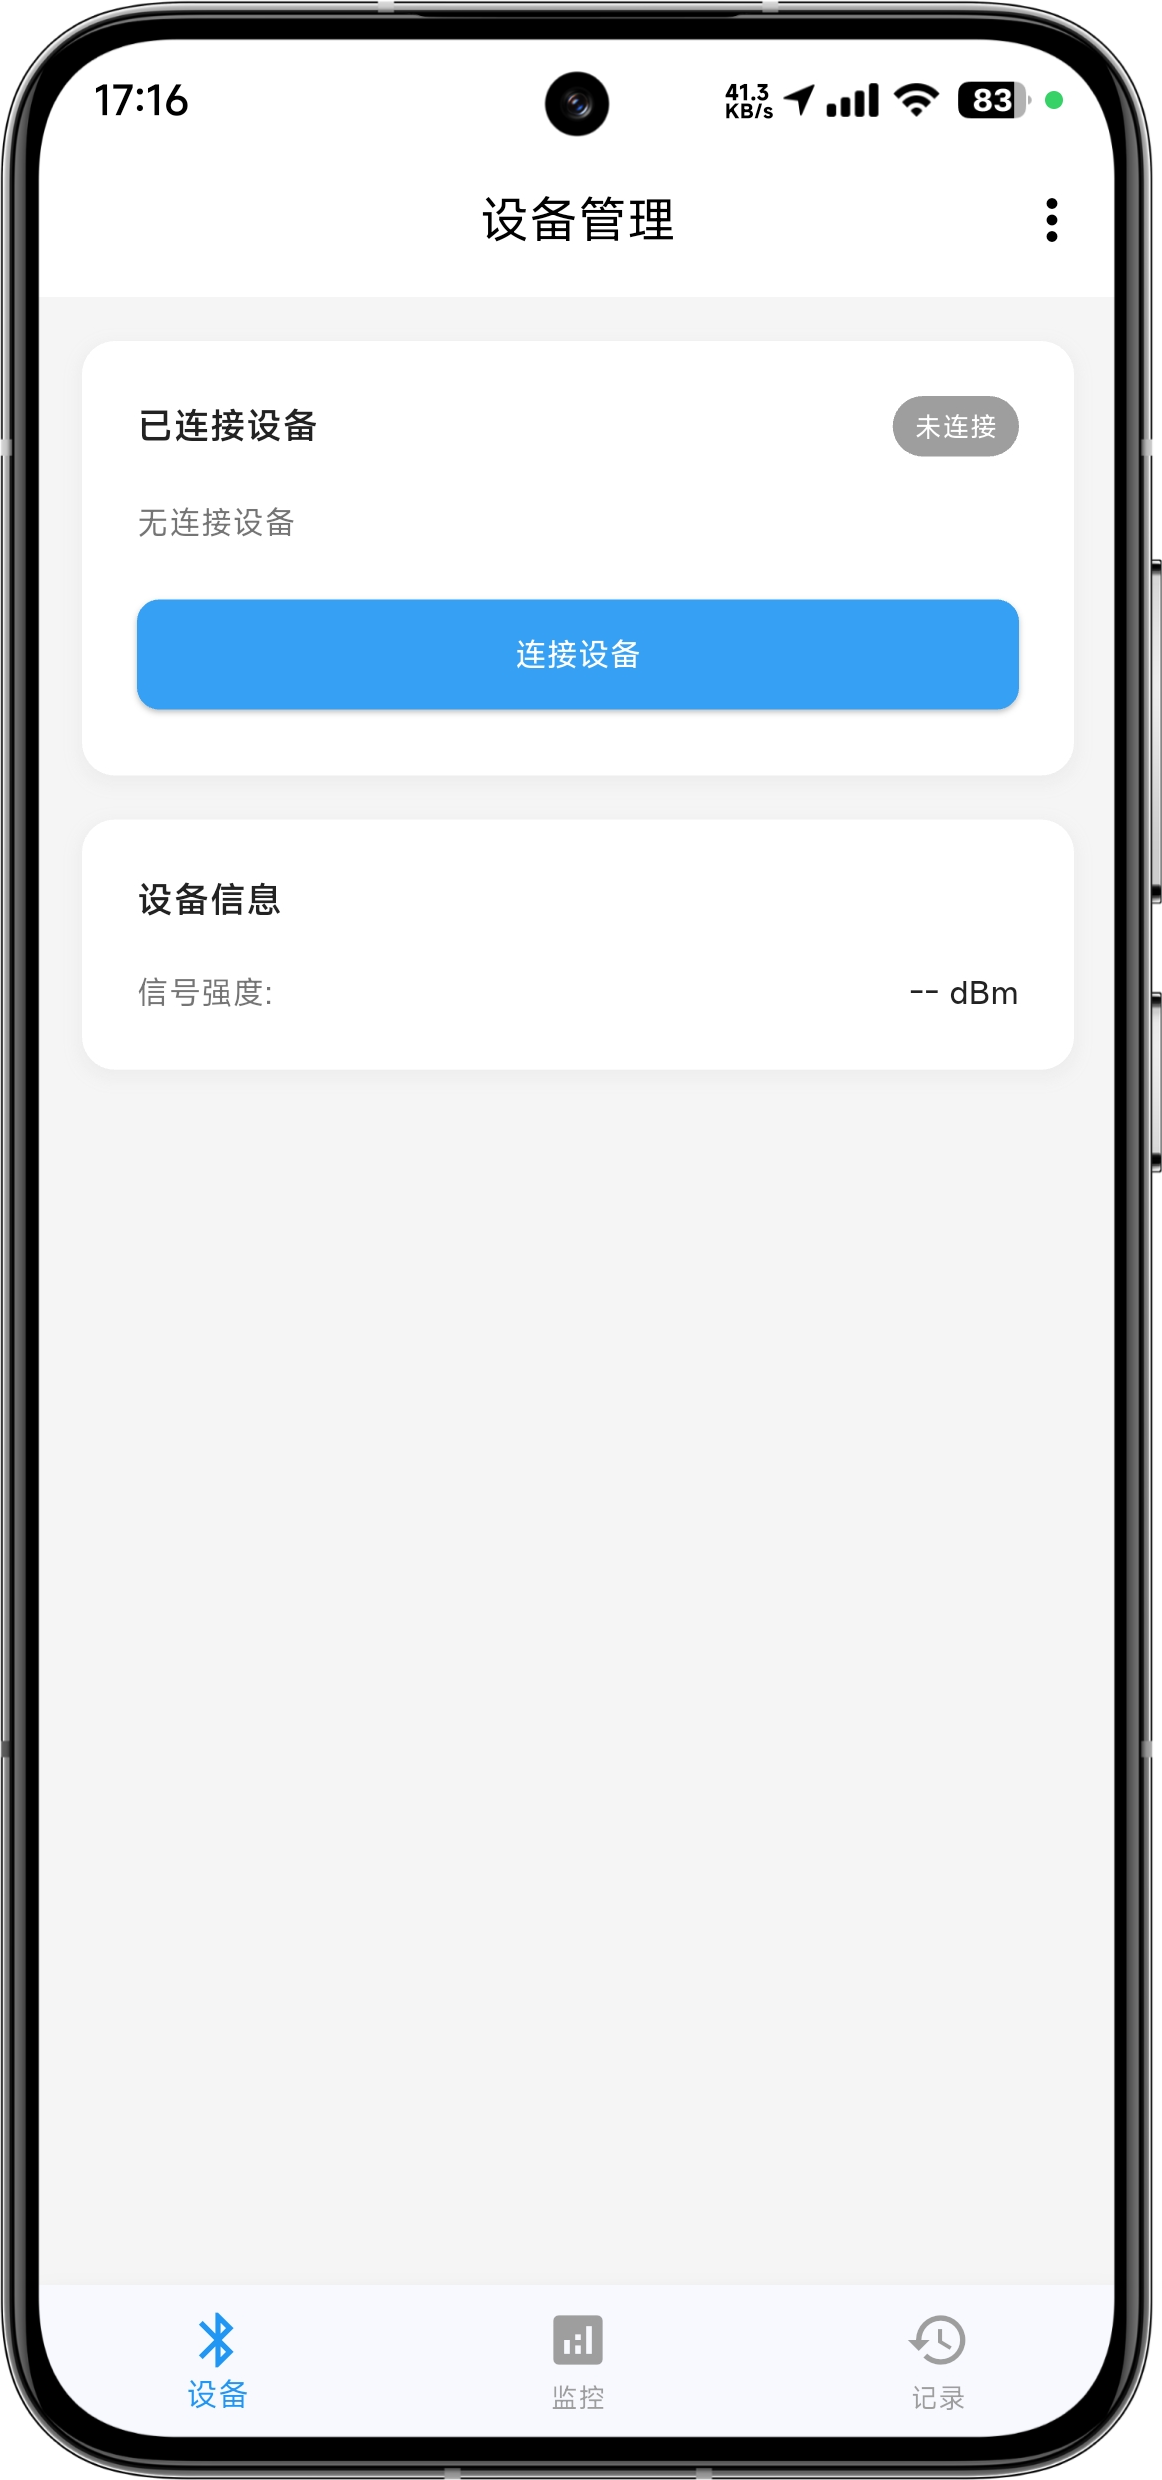 17:16
41.3
KB/s
83
设备管理
已连接设备
未连接
无连接设备
连接设备
设备信息
信号强度:
-- dBm
设备
监控
记录